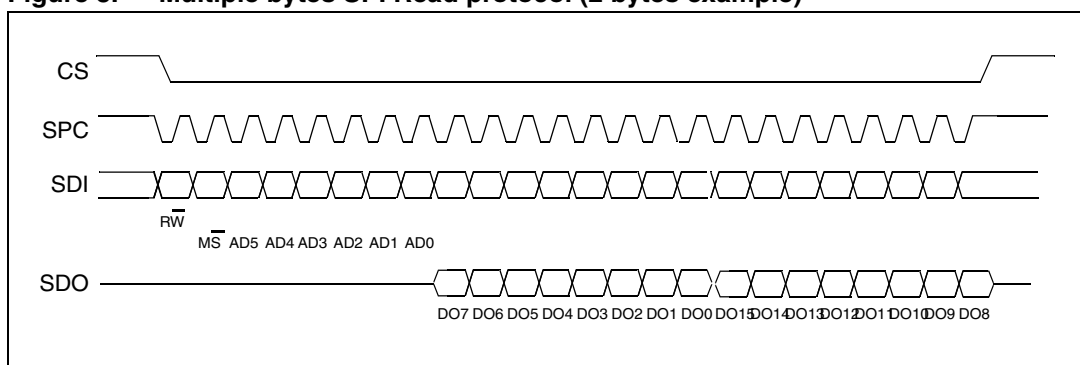 Figure 8. Multiple bytes SPI Read protocol (2 bytes example)
CS
SPC
SDI
RW
MS AD5 AD4 AD3 AD2 AD1 AD0
SDO
DO7 DO6 DO5 DO4 DO3 DO2 DO1 DO0 DO15 DO14 DO13 DO12 DO11 DO10 DO9 DO8